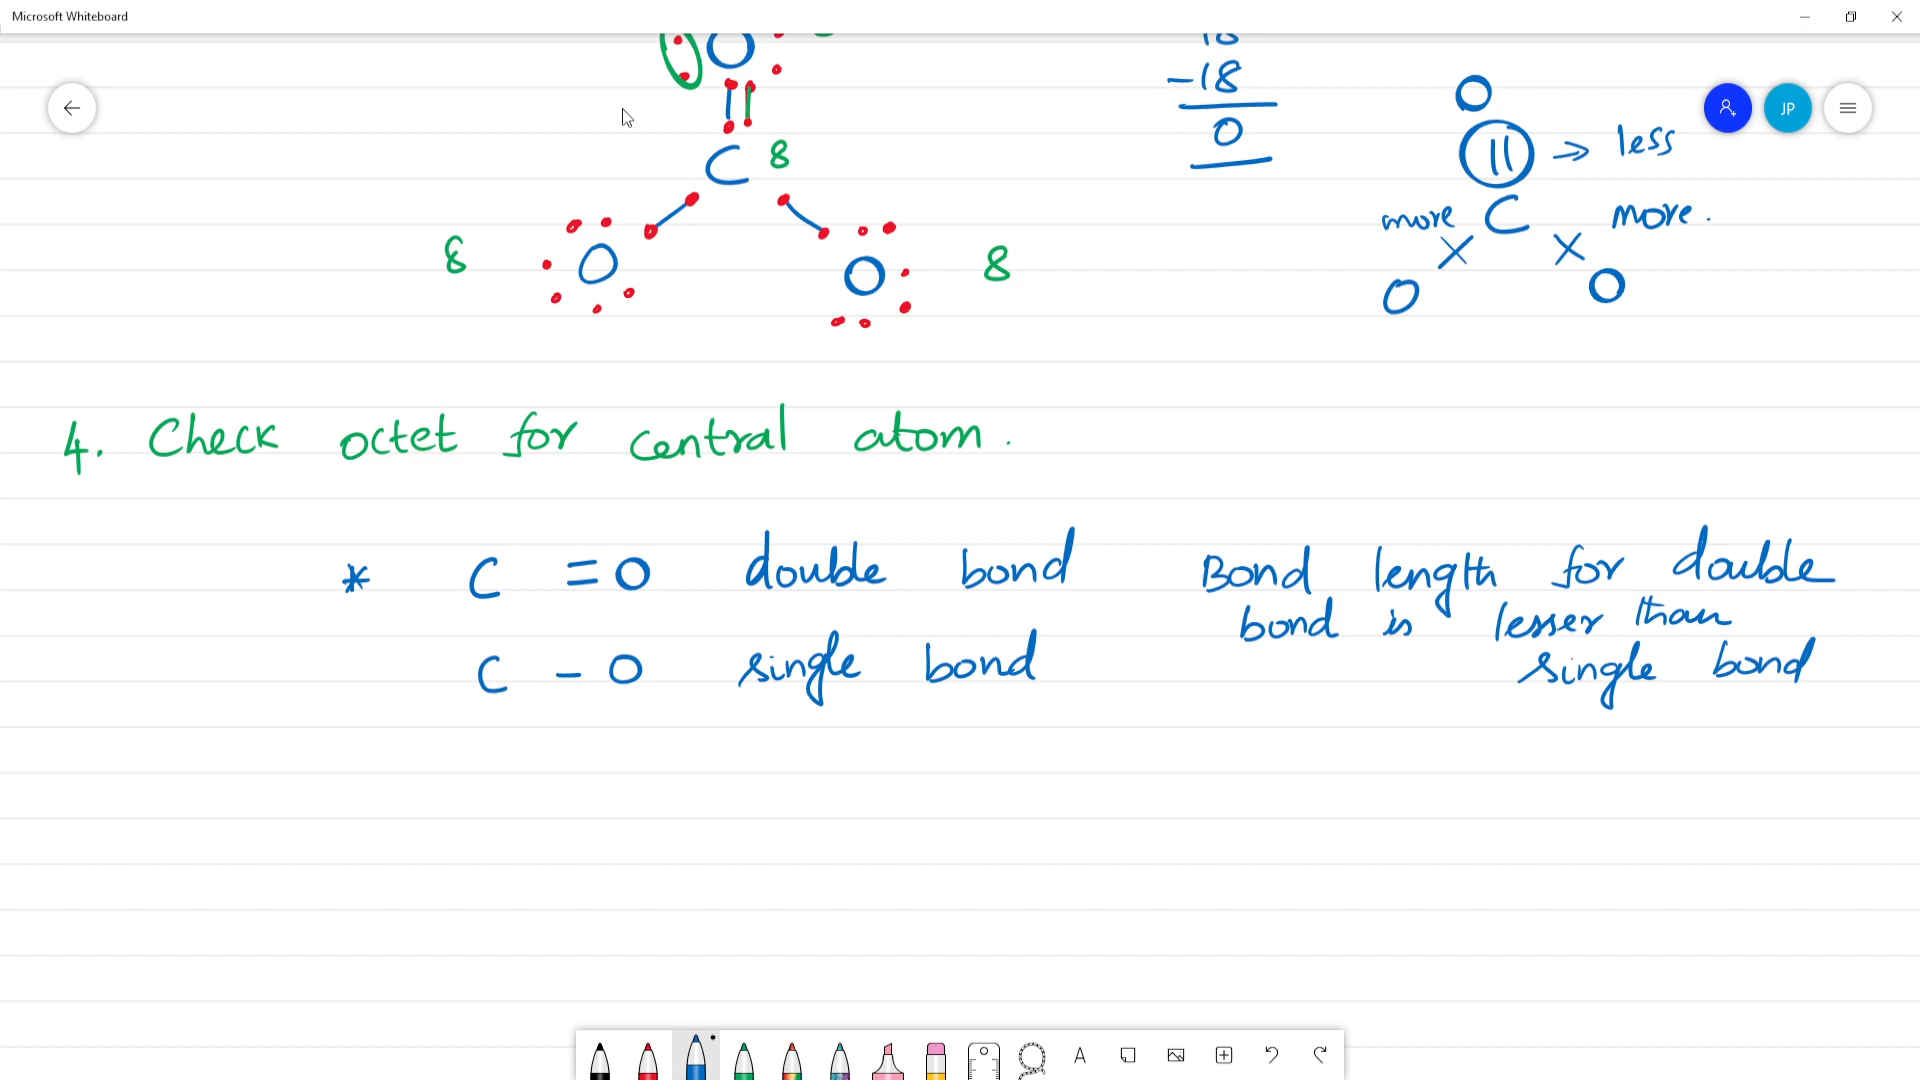 Microsoft Whiteboard
O
18
-18
0
C 8
8 O
O 8
O
|| → less
more C more.
X X
O O
JP
4. Check octet for central atom.
* C = O double bond
C - O single bond
Bond length for double
bond is lesser than
single bond
A